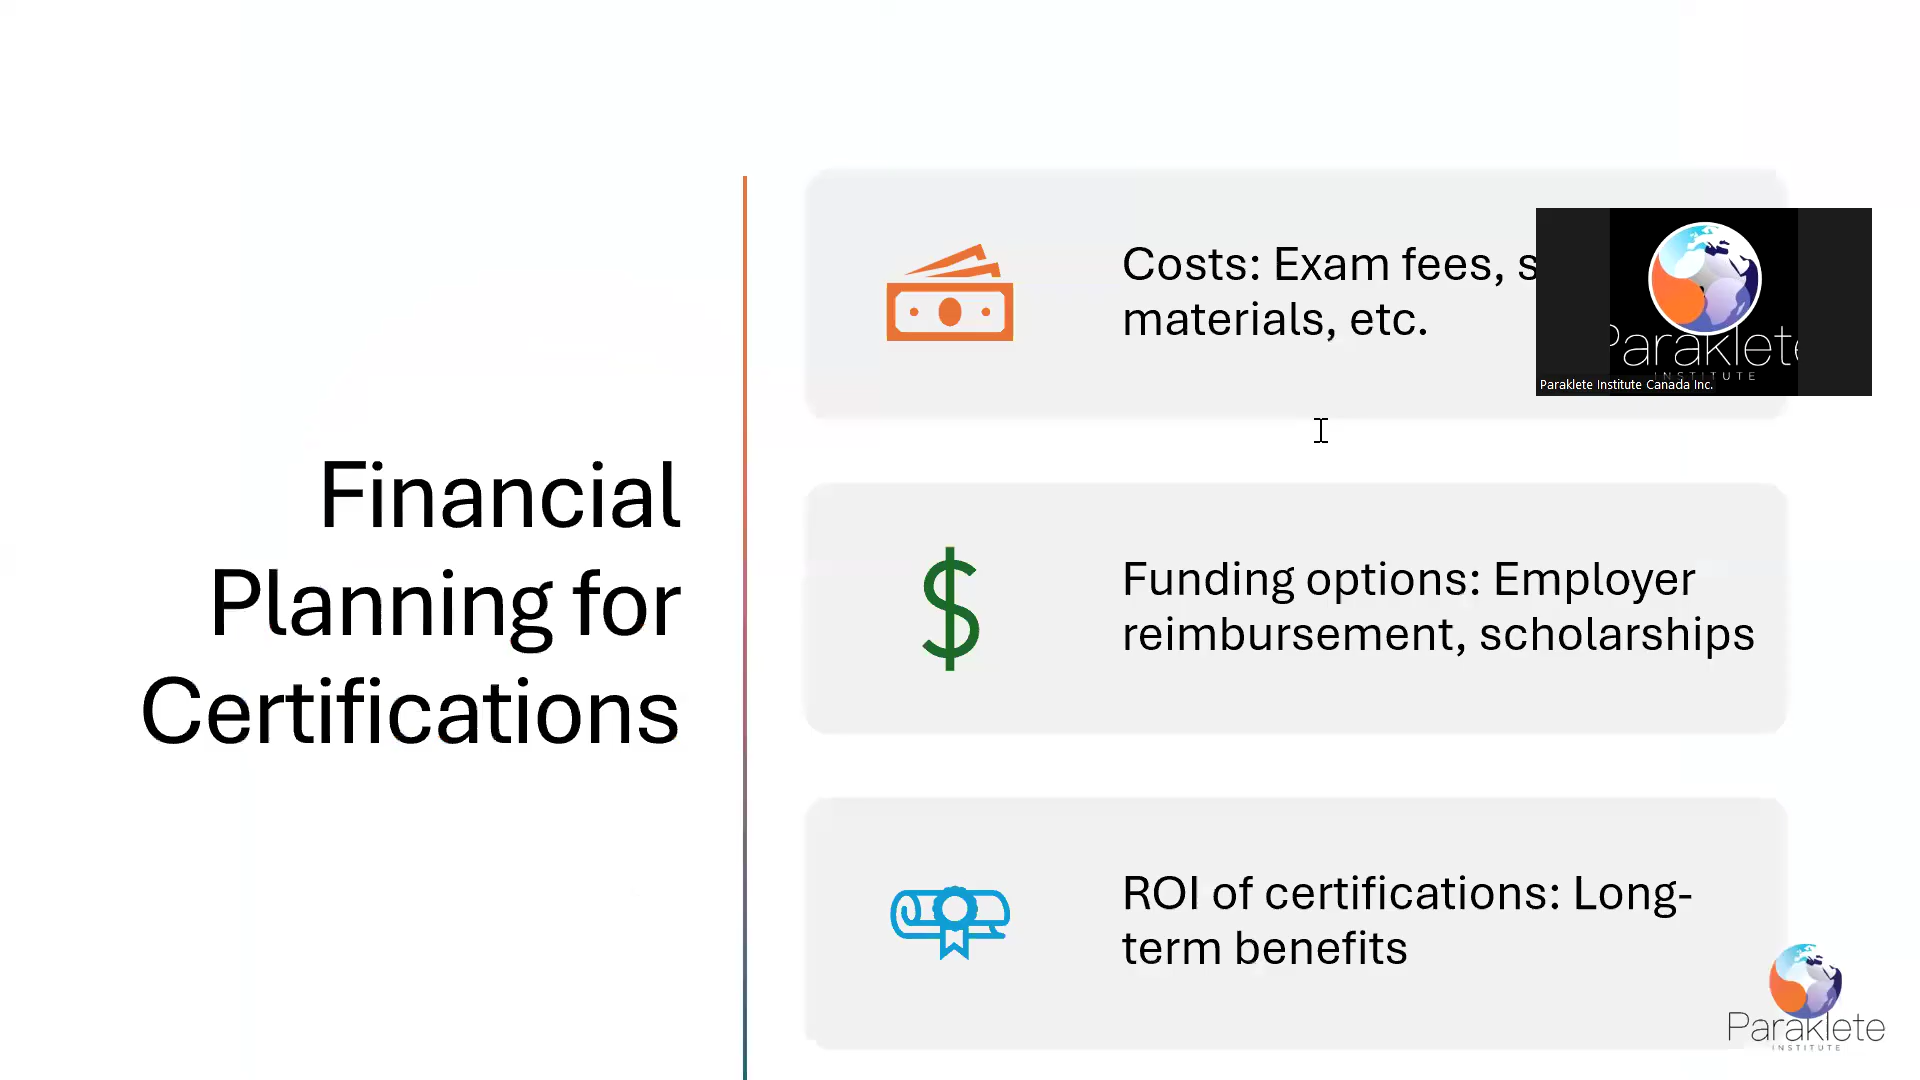 Financial
Planning for
Certifications
Costs: Exam fees,
materials, etc.
Paraklete
INSTITUTE
Paraklete Institute Canada Inc.
Funding options: Employer
reimbursement, scholarships
ROI of certifications: Long-
term benefits
Paraklete
INSTITUTE